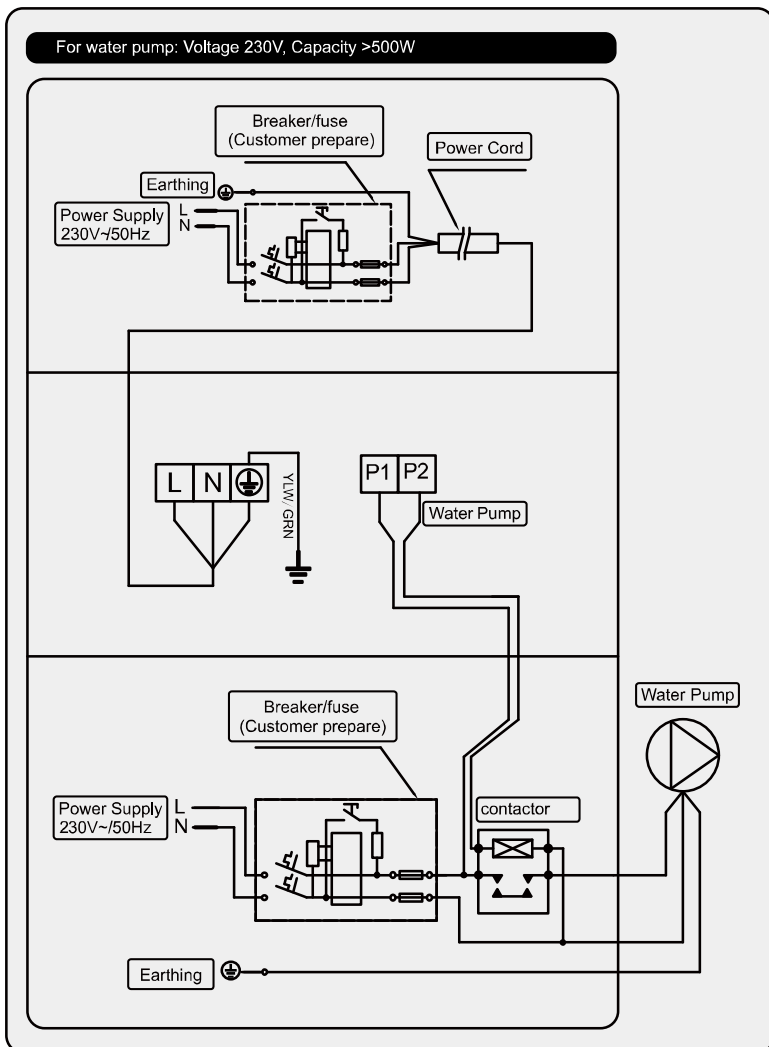 For water pump: Voltage 230V, Capacity >500W
Breaker/fuse
(Customer prepare)
Power Cord
Earthing
Power Supply
230V~/50Hz
L
N
L N
YLW/ GRN
P1 P2
Water Pump
Breaker/fuse
(Customer prepare)
Water Pump
Power Supply
230V~/50Hz
L
N
contactor
Earthing